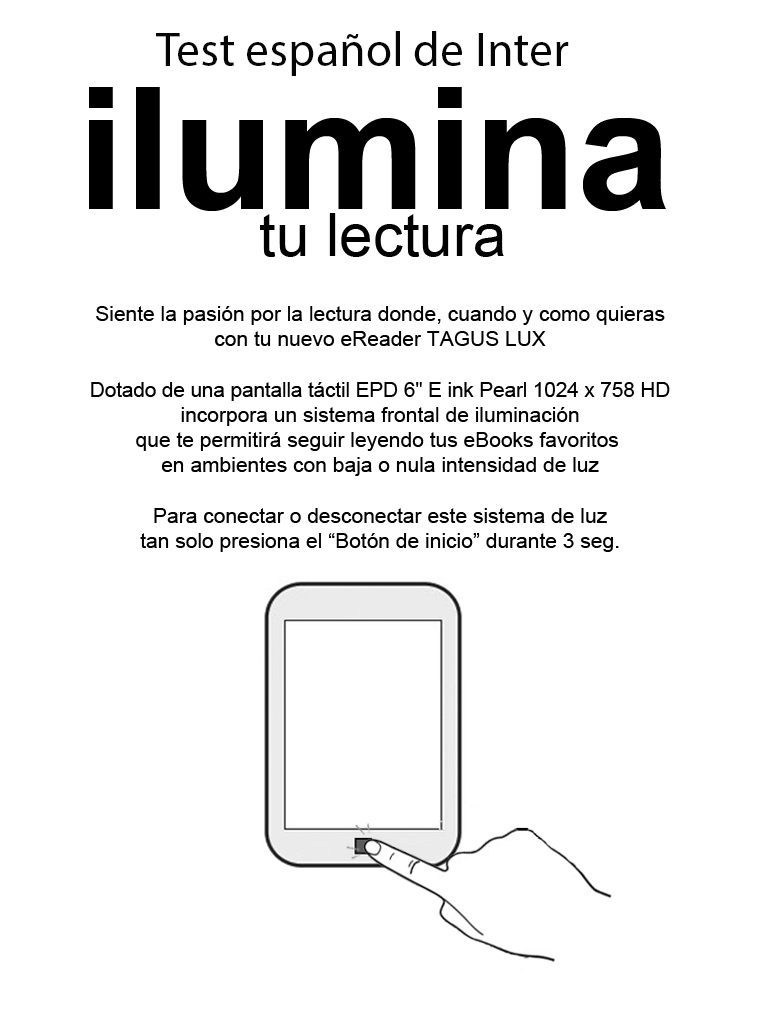 Test español de Inter
ilumina
tu lectura
Siente la pasión por la lectura donde, cuando y como quieras
con tu nuevo eReader TAGUS LUX
Dotado de una pantalla táctil EPD 6" E ink Pearl 1024 x 758 HD
incorpora un sistema frontal de iluminación
que te permitirá seguir leyendo tus eBooks favoritos
en ambientes con baja o nula intensidad de luz
Para conectar o desconectar este sistema de luz
tan solo presiona el “Botón de inicio” durante 3 seg.